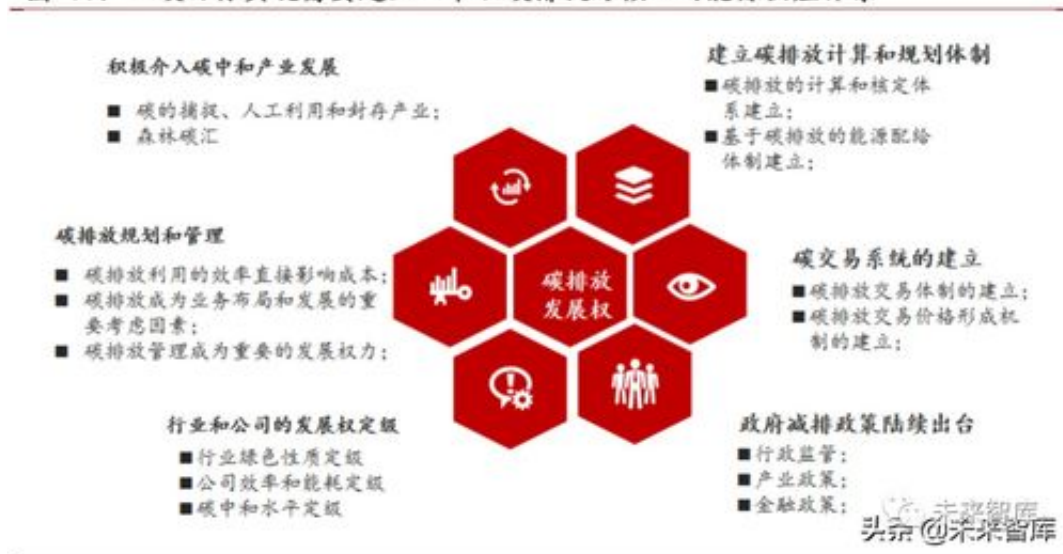 积极介入碳中和产业发展
■ 碳的捕捉、人工利用和封存产业；
■ 森林碳汇
建立碳排放计算和规划体制
■碳排放的计算和核定体
系建立；
■基于碳排放的能源配给
体制建立；
碳排放规划和管理
■ 碳排放利用的效率直接影响成本；
■ 碳排放成为业务布局和发展的重
要考虑因素；
■ 碳排放管理成为重要的发展权力；
碳排放
发展权
碳交易系统的建立
■碳排放交易体制的建立；
■碳排放交易价格形成机
制的建立；
行业和公司的发展权定级
■行业绿色性质定级
■公司效率和能耗定级
■碳中和水平定级
政府减排政策陆续出台
■行政监管；
■产业政策；
■金融政策；
未来智库
头条 @未来智库